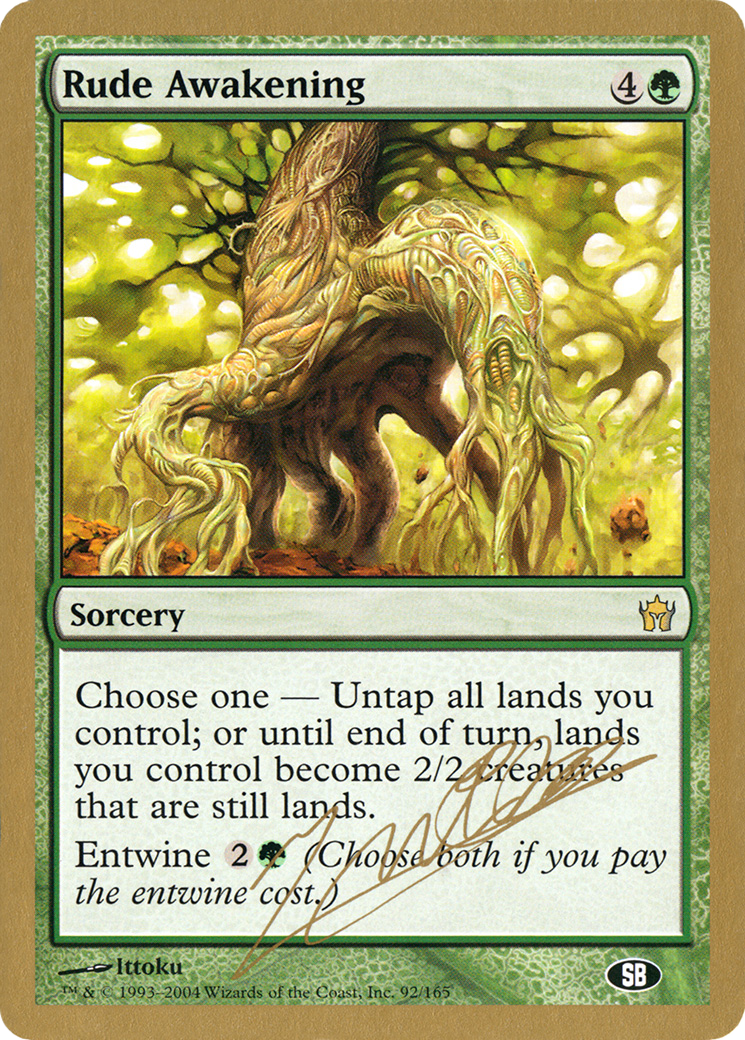 Rude Awakening 4
Sorcery
Choose one — Untap all lands you
control; or until end of turn, lands
you control become 2/2 creatures
that are still lands.
Entwine 2 (Choose both if you pay
the entwine cost.)
Ittoku
SB
™ & © 1993–2004 Wizards of the Coast, Inc. 92/165